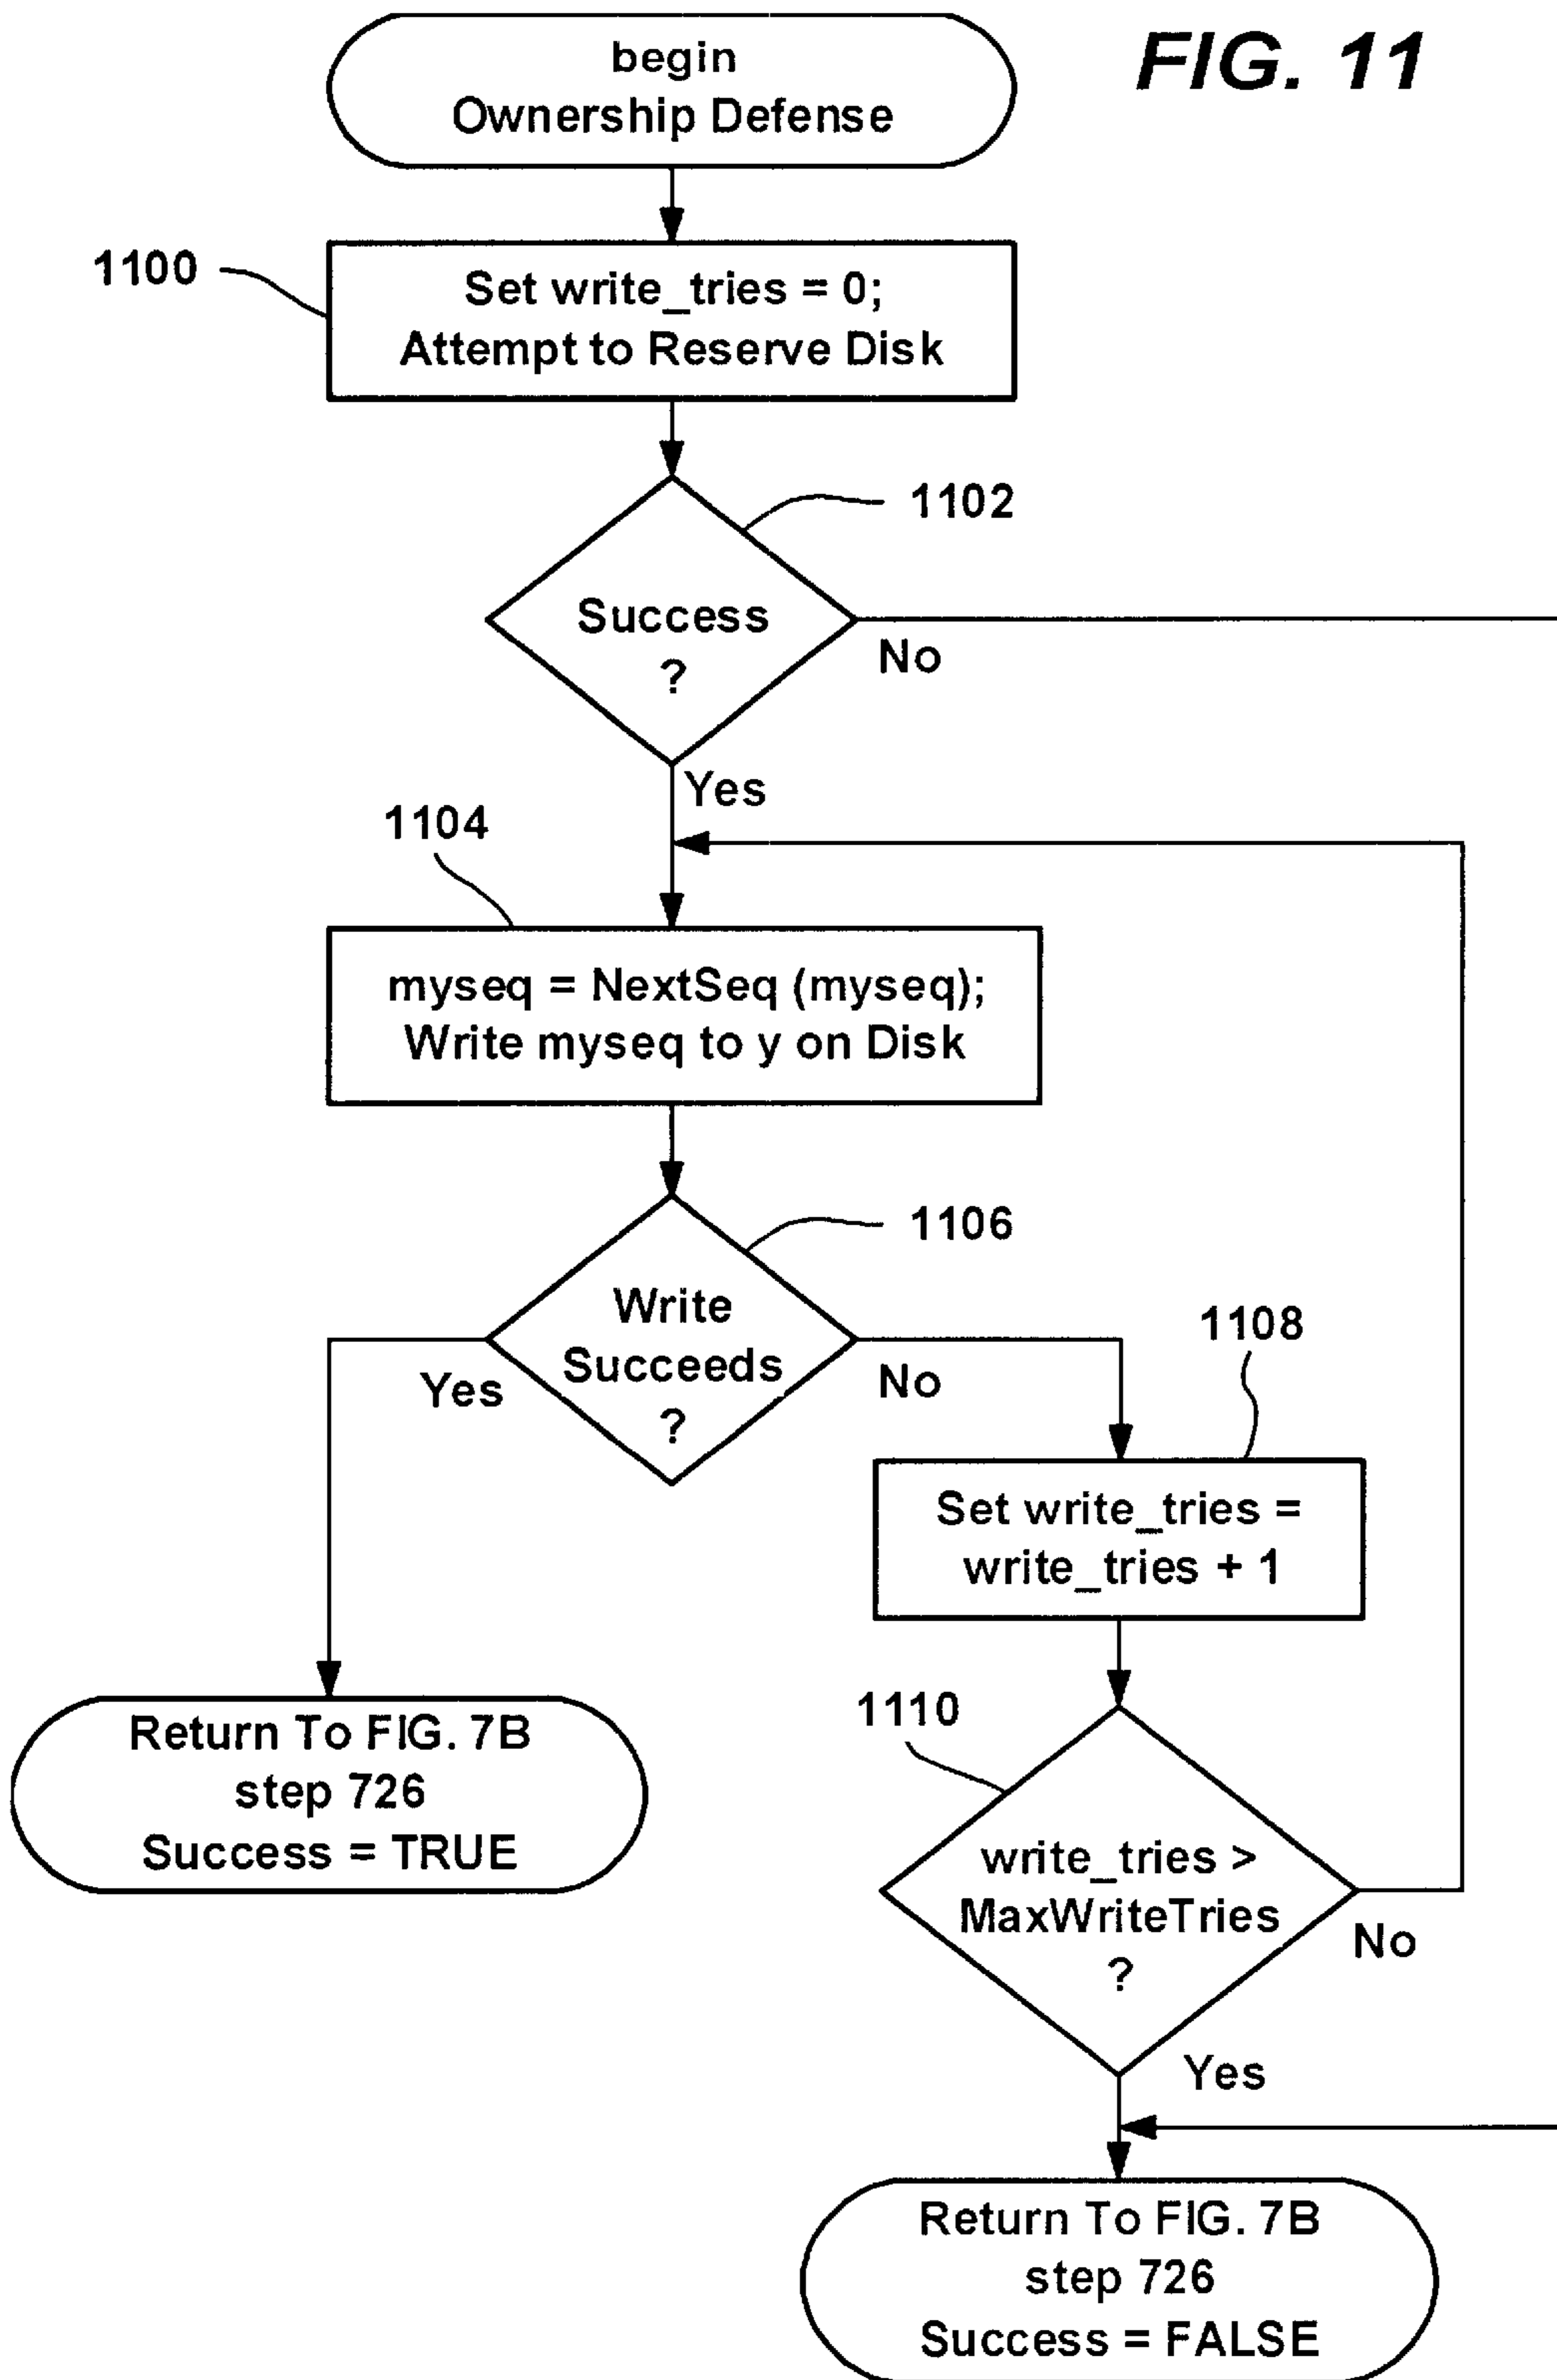 begin
Ownership Defense
FIG. 11
1100
Set write_tries = 0;
Attempt to Reserve Disk
1102
Success
?
No
Yes
1104
myseq = NextSeq (myseq);
Write myseq to y on Disk
1106
Write
Succeeds
?
Yes
No
1108
Set write_tries =
write_tries + 1
1110
Return To FIG. 7B
step 726
Success = TRUE
write_tries >
MaxWriteTries
?
No
Yes
Return To FIG. 7B
step 726
Success = FALSE